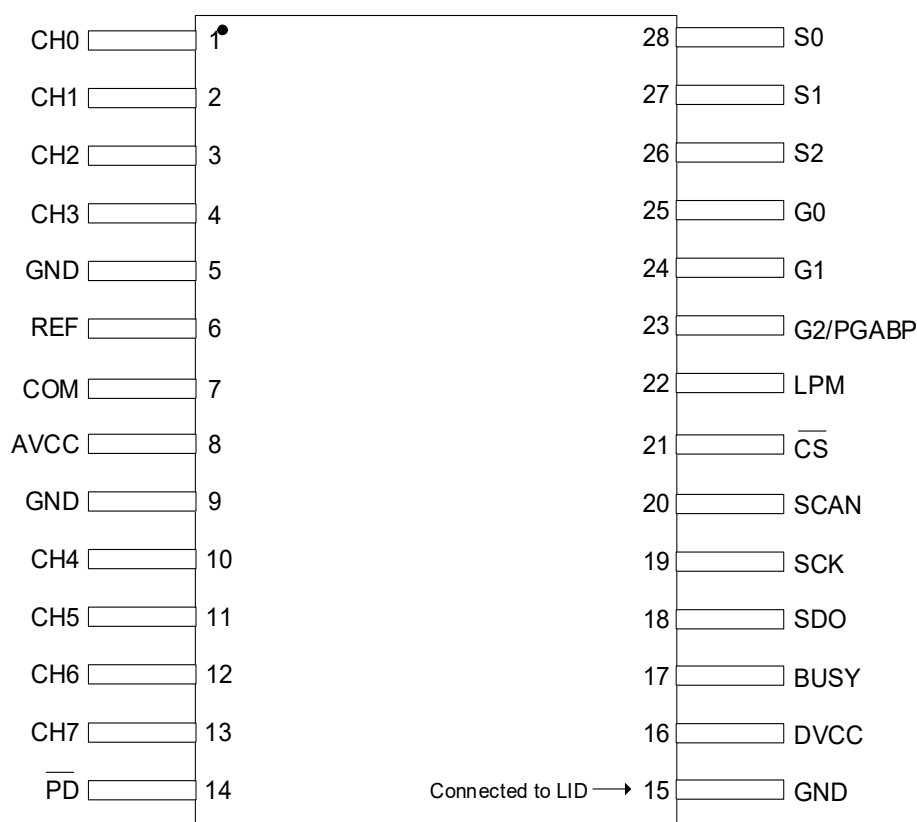 CH0 1 28 S0
CH1 2 27 S1
CH2 3 26 S2
CH3 4 25 G0
GND 5 24 G1
REF 6 23 G2/PGABP
COM 7 22 LPM
AVCC 8 21 C̅S̅
GND 9 20 SCAN
CH4 10 19 SCK
CH5 11 18 SDO
CH6 12 17 BUSY
CH7 13 16 DVCC
P̅D̅ 14 Connected to LID → 15 GND